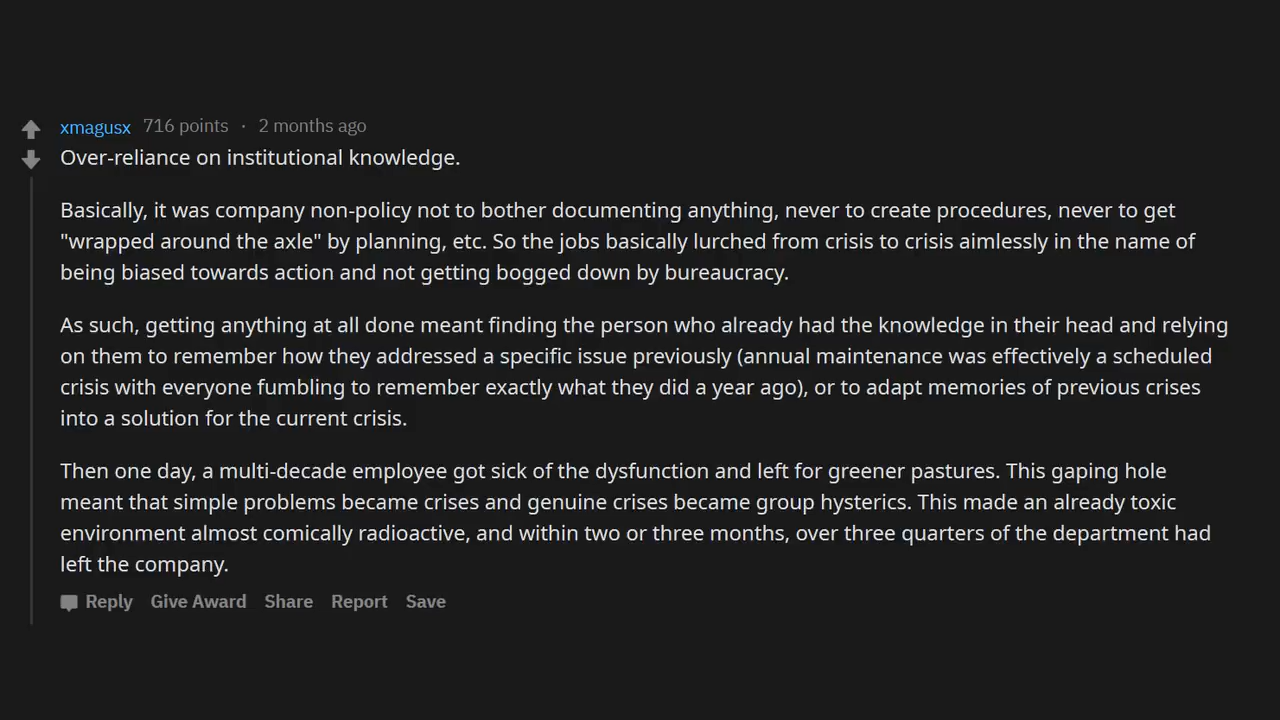 xmagusx 716 points · 2 months ago
Over-reliance on institutional knowledge.
Basically, it was company non-policy not to bother documenting anything, never to create procedures, never to get
"wrapped around the axle" by planning, etc. So the jobs basically lurched from crisis to crisis aimlessly in the name of
being biased towards action and not getting bogged down by bureaucracy.
As such, getting anything at all done meant finding the person who already had the knowledge in their head and relying
on them to remember how they addressed a specific issue previously (annual maintenance was effectively a scheduled
crisis with everyone fumbling to remember exactly what they did a year ago), or to adapt memories of previous crises
into a solution for the current crisis.
Then one day, a multi-decade employee got sick of the dysfunction and left for greener pastures. This gaping hole
meant that simple problems became crises and genuine crises became group hysterics. This made an already toxic
environment almost comically radioactive, and within two or three months, over three quarters of the department had
left the company.
Reply Give Award Share Report Save